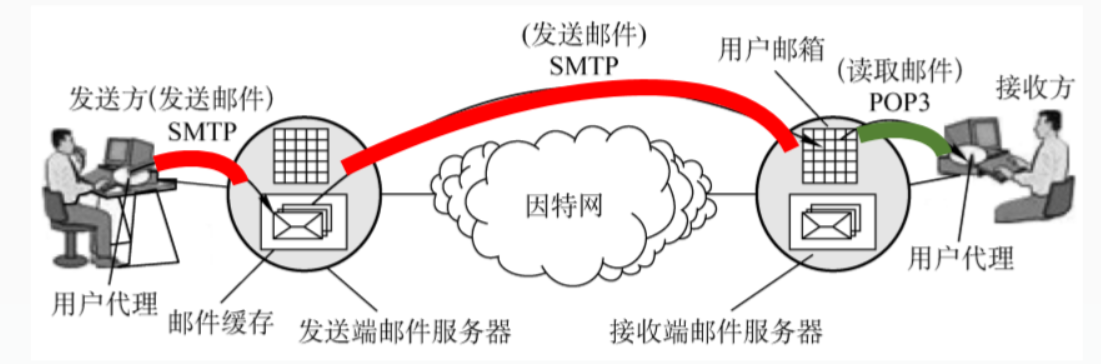 (发送邮件)
SMTP
用户邮箱
(读取邮件)
POP3
接收方
发送方(发送邮件)
SMTP
因特网
用户代理
用户代理
邮件缓存
发送端邮件服务器
接收端邮件服务器